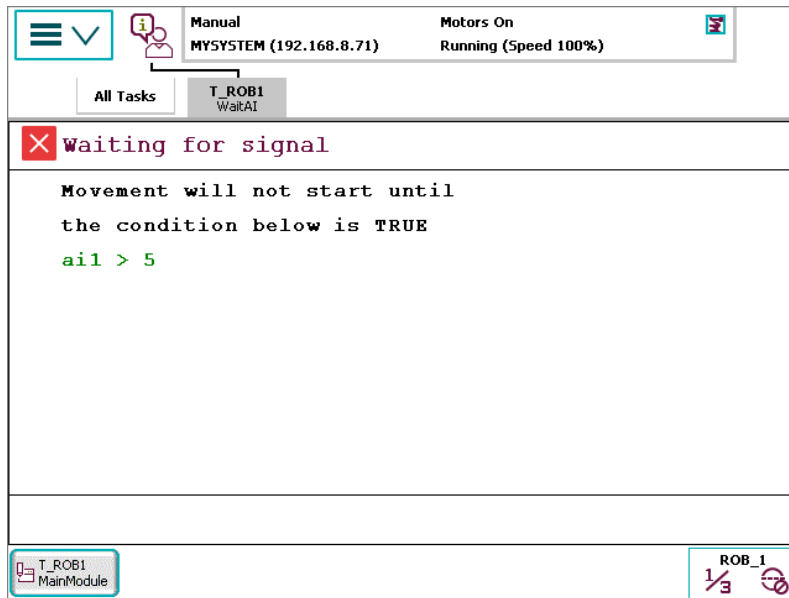 Manual
MYSYSTEM (192.168.8.71)
Motors On
Running (Speed 100%)
All Tasks
T_ROB1
WaitAI
Waiting for signal
Movement will not start until
the condition below is TRUE
ai1 > 5
T_ROB1
MainModule
ROB_1
1/3